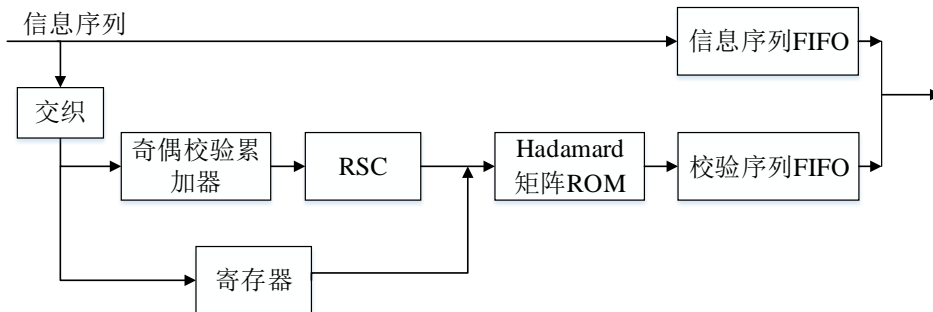 信息序列
信息序列FIFO
交织
奇偶校验累
加器
RSC
Hadamard
矩阵ROM
校验序列FIFO
寄存器